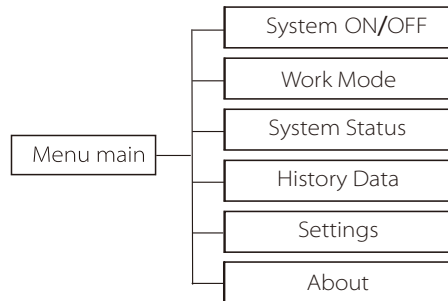 System ON/OFF
Work Mode
System Status
Menu main
History Data
Settings
About